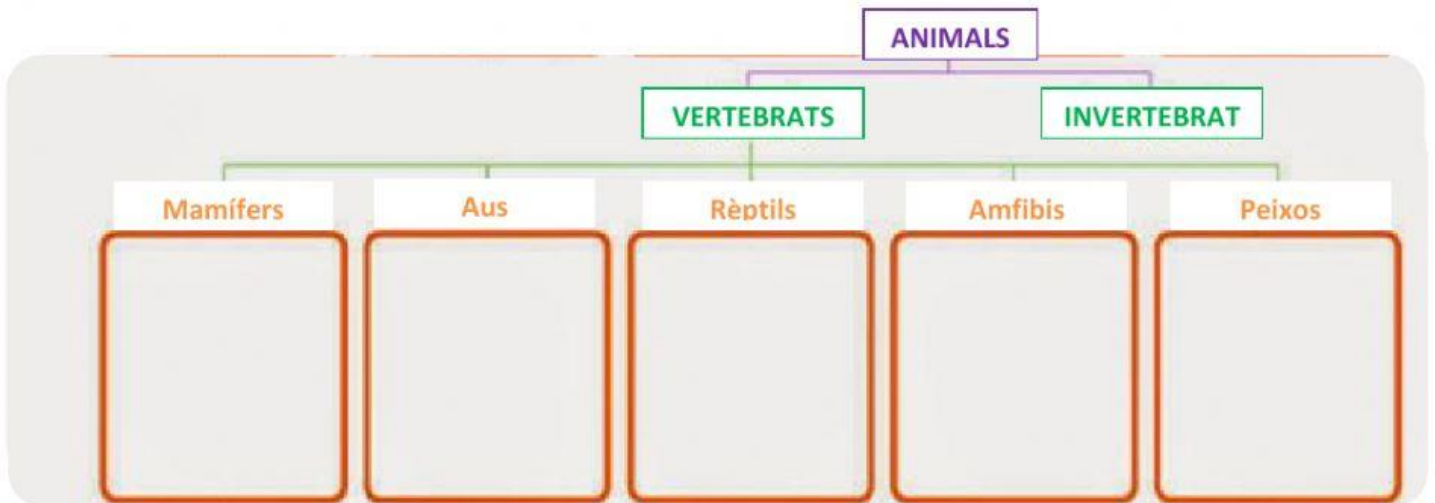 ANIMALS
VERTEBRATS INVERTEBRAT
Mamífers Aus Rèptils Amfibis Peixos